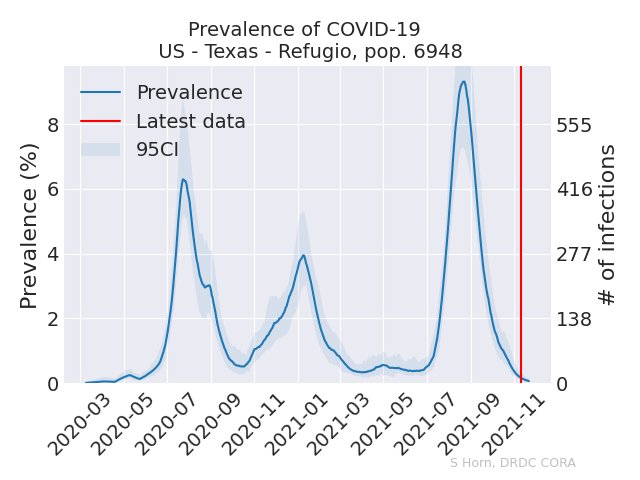 Prevalence of COVID-19
US - Texas - Refugio, pop. 6948
Prevalence
Latest data
95CI
Prevalence (%)
8
6
4
2
0
# of infections
555
416
277
138
0
2020-03
2020-05
2020-07
2020-09
2020-11
2021-01
2021-03
2021-05
2021-07
2021-09
2021-11
S Horn, DRDC CORA